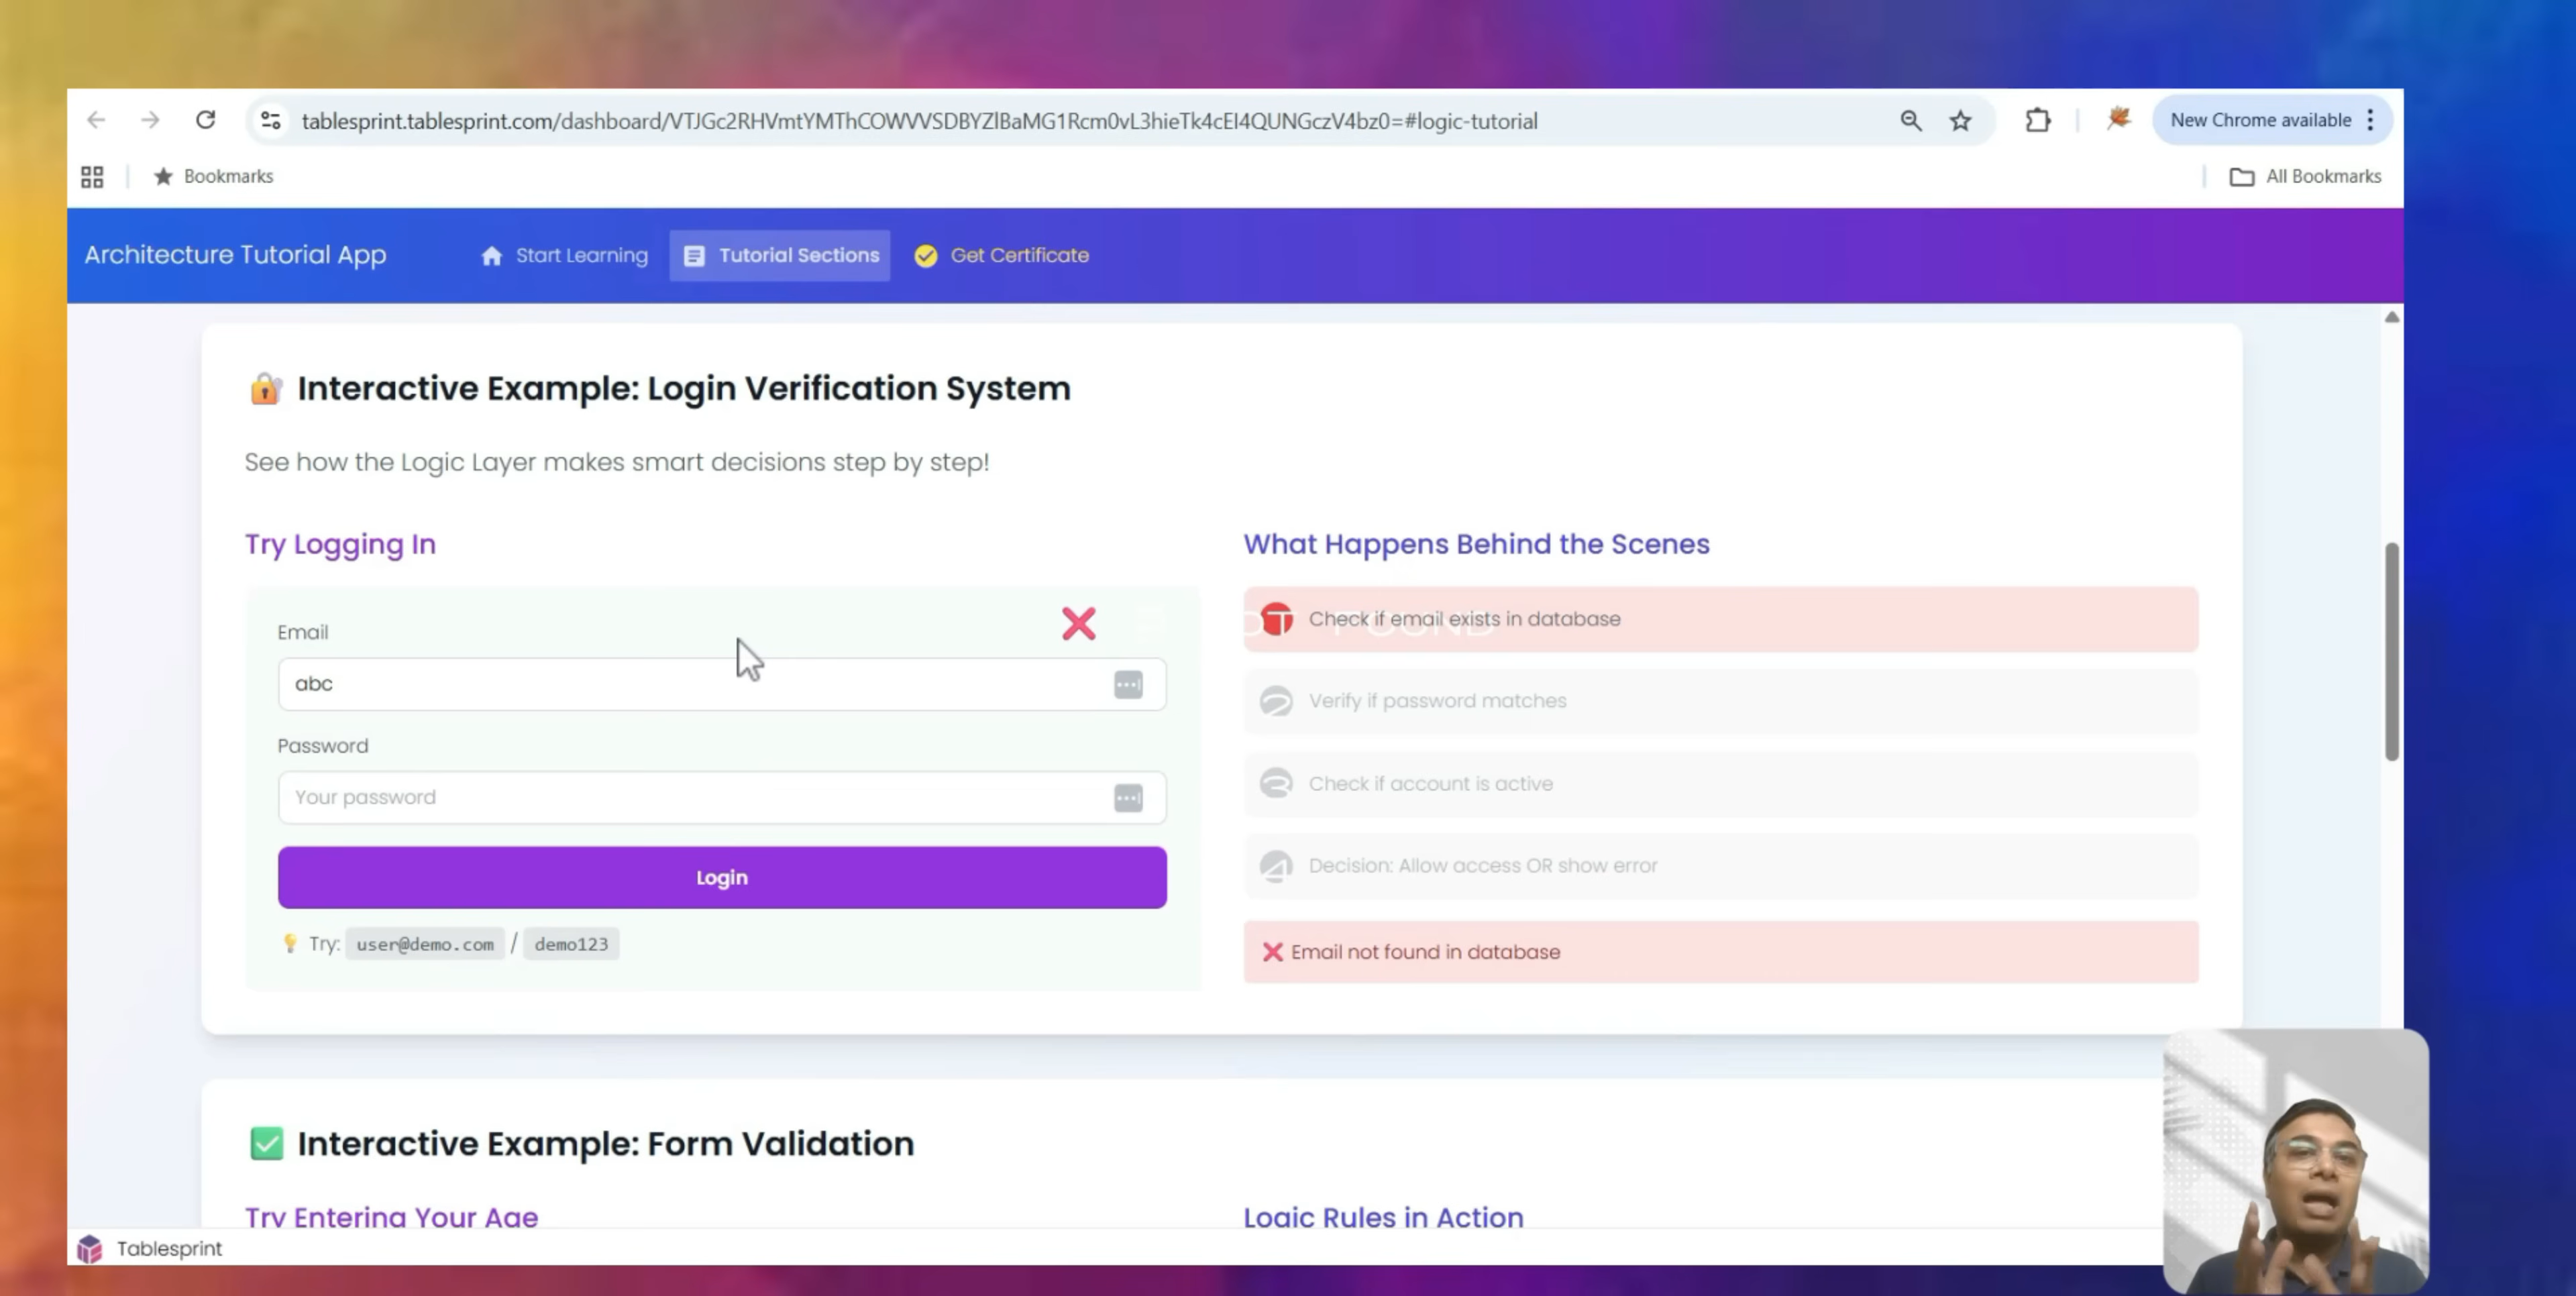 tablesprint.tablesprint.com/dashboard/VTJGc2RHVmtYMThCOWVVSDBYZlBaMG1Rcm0vL3hieTk4cEI4QUNGczV4bz0=#logic-tutorial
New Chrome available
Bookmarks
All Bookmarks
Architecture Tutorial App
Start Learning
Tutorial Sections
Get Certificate
Interactive Example: Login Verification System
See how the Logic Layer makes smart decisions step by step!
Try Logging In
Email
abc
Password
Your password
Login
Try: user@demo.com / demo123
What Happens Behind the Scenes
Check if email exists in database
Verify if password matches
Check if account is active
Decision: Allow access OR show error
Email not found in database
Interactive Example: Form Validation
Try Entering Your Age
Logic Rules in Action
Tablesprint